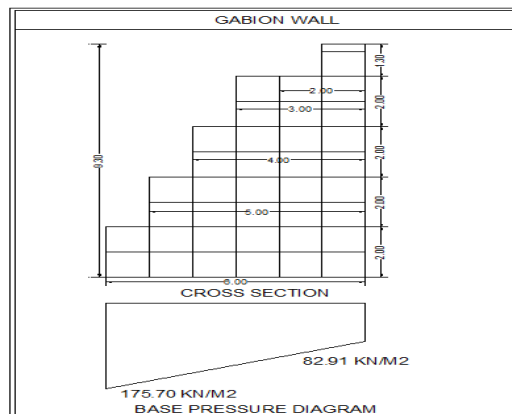 GABION WALL
1.30
2.00
3.00
2.00
4.00
2.00
9.30
5.00
2.00
2.00
6.00
CROSS SECTION
82.91 KN/M2
175.70 KN/M2
BASE PRESSURE DIAGRAM